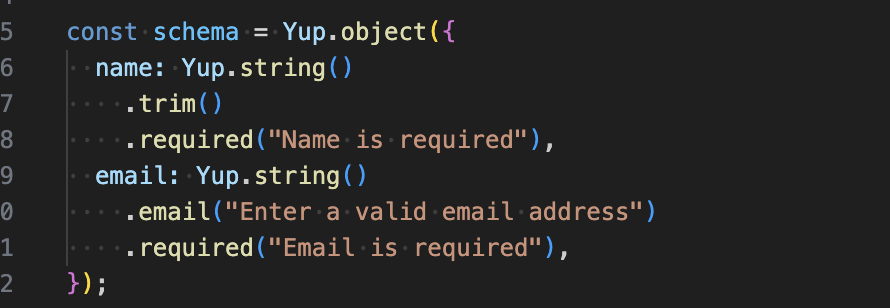 5 const schema = Yup.object({
6   name: Yup.string()
7     .trim()
8     .required("Name is required"),
9   email: Yup.string()
0     .email("Enter a valid email address")
1     .required("Email is required"),
2 });